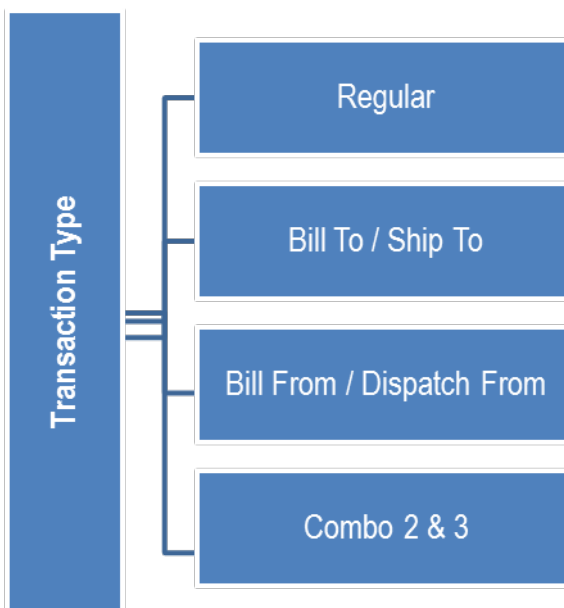 Transaction Type
Regular
Bill To / Ship To
Bill From / Dispatch From
Combo 2 & 3